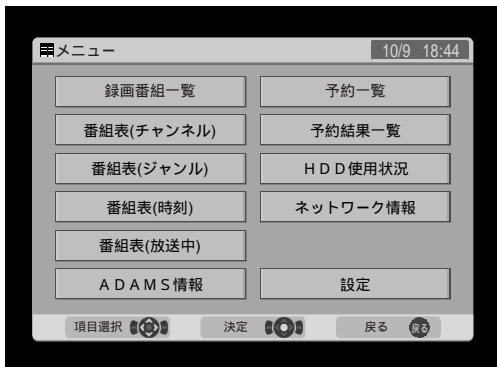 メニュー 10/9 18:44
録画番組一覧 予約一覧
番組表(チャンネル) 予約結果一覧
番組表(ジャンル) HDD使用状況
番組表(時刻) ネットワーク情報
番組表(放送中)
ADAMS情報 設定
項目選択 決定 戻る 戻る